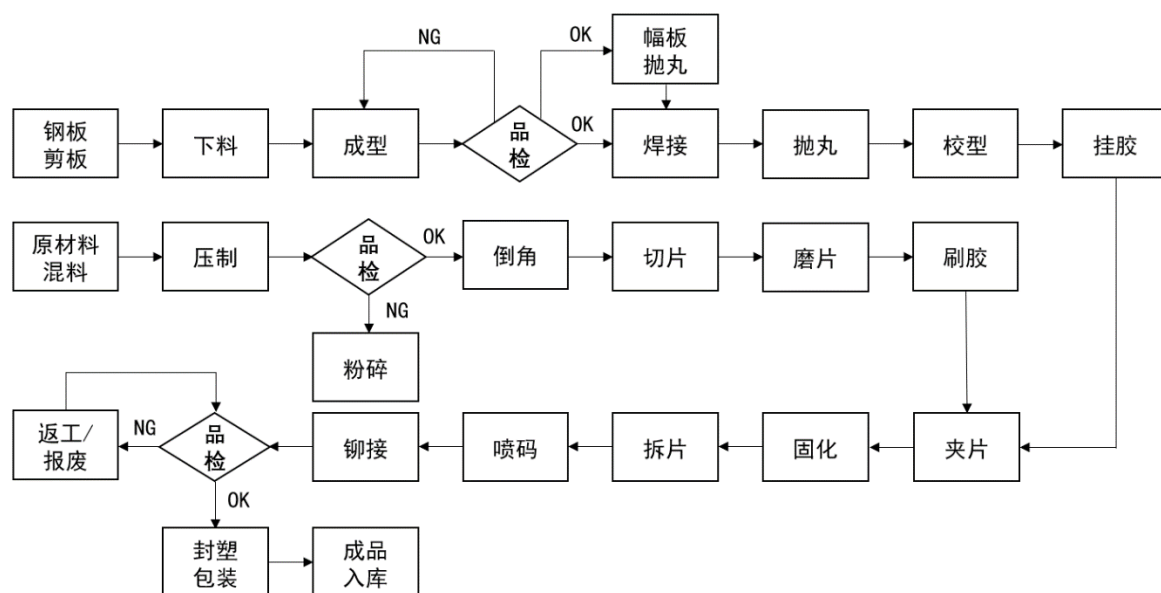 NG
OK
幅板
抛丸
钢板
剪板
下料
成型
品
检
OK
焊接
抛丸
校型
挂胶
原材料
混料
压制
品
检
OK
倒角
切片
磨片
刷胶
NG
粉碎
返工/
报废
NG
品
检
铆接
喷码
拆片
固化
夹片
OK
封塑
包装
成品
入库